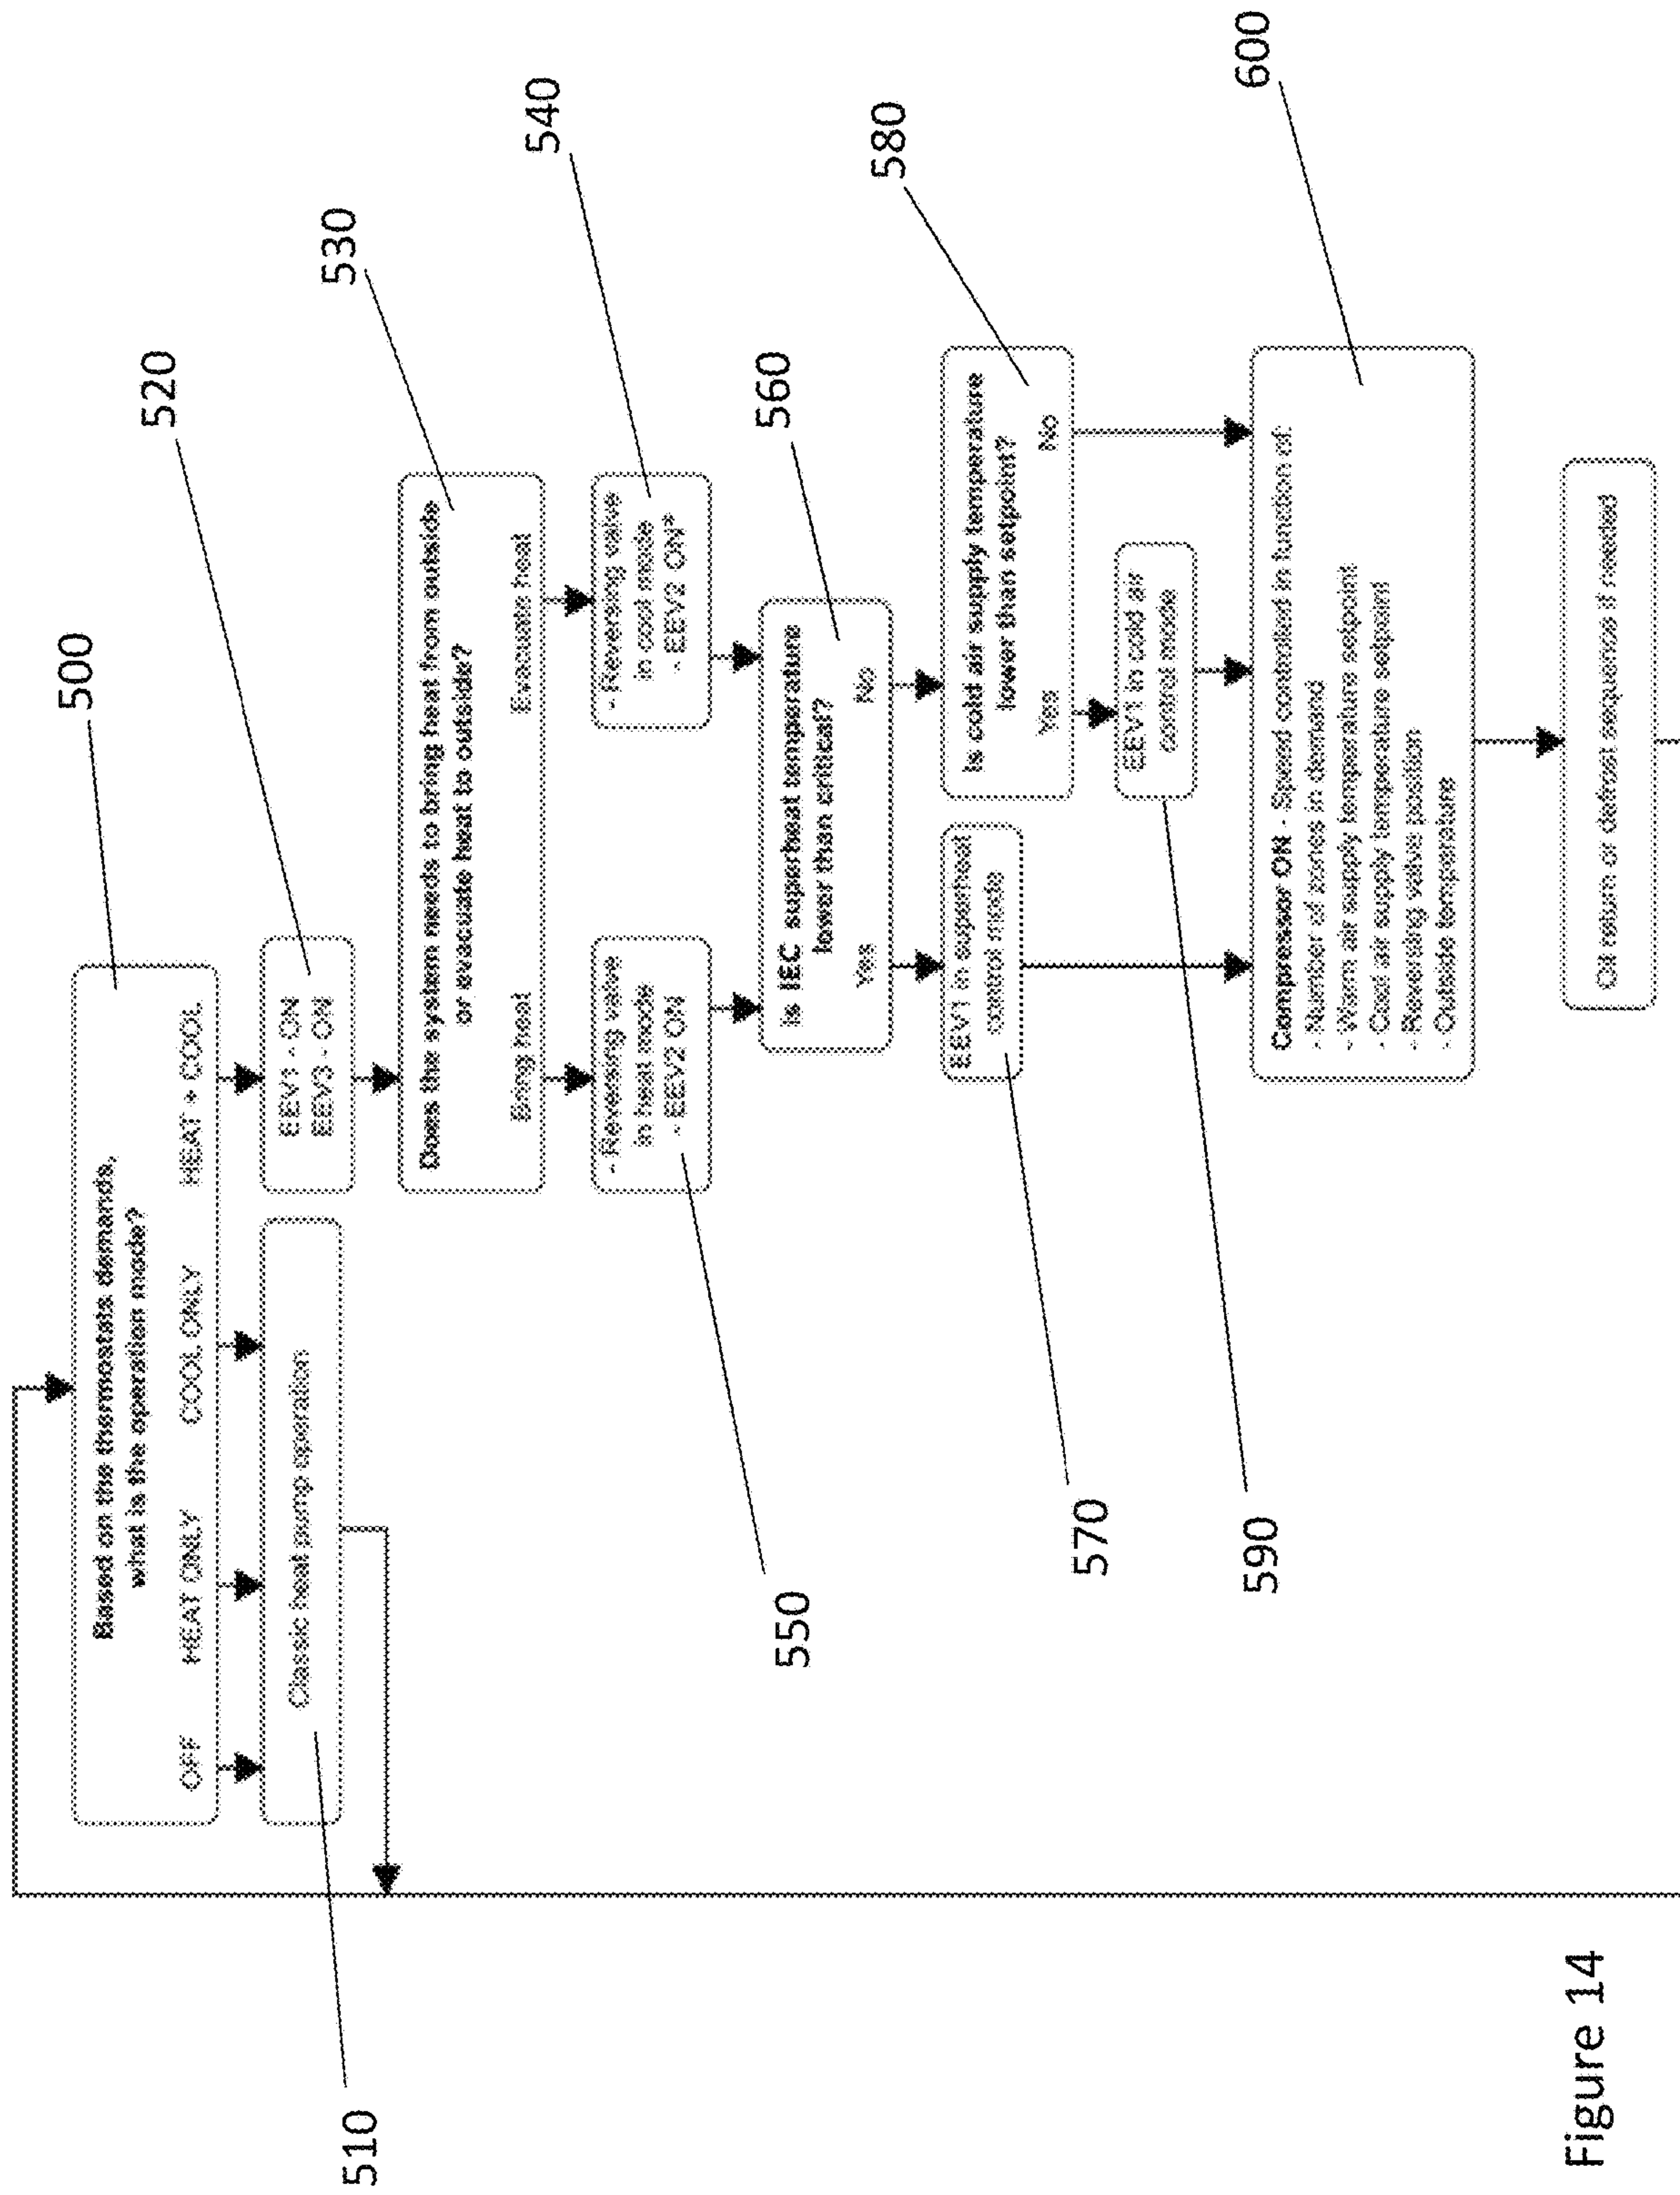 500
Based on the thermostats demands,
what is the operation mode?
OFF HEAT ONLY COOL ONLY HEAT + COOL
510
Classic heat pump operation
520
EEV1 - ON
EEV3 - ON
530
Does the system needs to bring heat from outside
or evacuate heat to outside?
Bring heat Evacuate heat
550
- Reversing valve
in heat mode
- EEV2 ON
540
- Reversing valve
in cool mode
- EEV2 ON*
560
Is IEC superheat temperature
lower than critical?
Yes No
570
EEV1 in superheat
control mode
580
Is cold air supply temperature
lower than setpoint?
Yes No
590
EEV1 in cold air
control mode
600
Compressor ON - Speed controlled in function of:
- Number of zones in demand
- Warm air supply temperature setpoint
- Cool air supply temperature setpoint
- Reversing valve position
- Outside temperature
Oil return or defrost sequence if needed
Figure 14